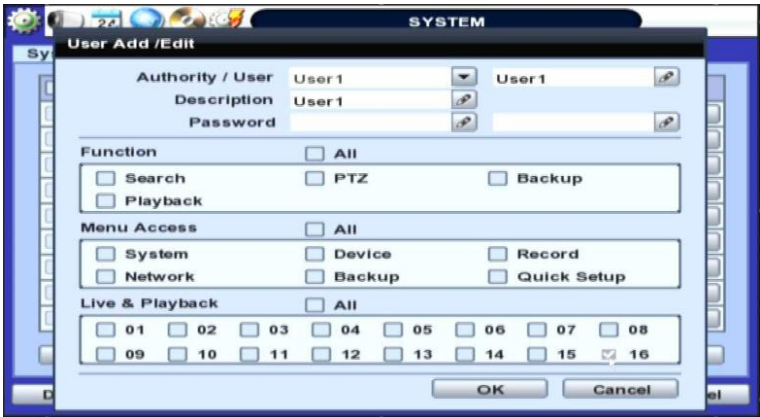 SYSTEM
Sy
User Add /Edit
Authority / User User1 User1
Description User1
Password
Function All
Search PTZ Backup
Playback
Menu Access All
System Device Record
Network Backup Quick Setup
Live & Playback All
01 02 03 04 05 06 07 08
09 10 11 12 13 14 15 16
OK Cancel
D el